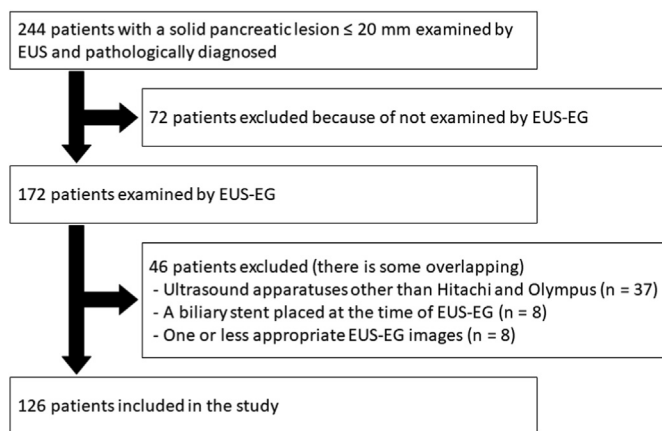 244 patients with a solid pancreatic lesion ≤ 20 mm examined by
EUS and pathologically diagnosed
72 patients excluded because of not examined by EUS-EG
172 patients examined by EUS-EG
46 patients excluded (there is some overlapping)
- Ultrasound apparatuses other than Hitachi and Olympus (n = 37)
- A biliary stent placed at the time of EUS-EG (n = 8)
- One or less appropriate EUS-EG images (n = 8)
126 patients included in the study